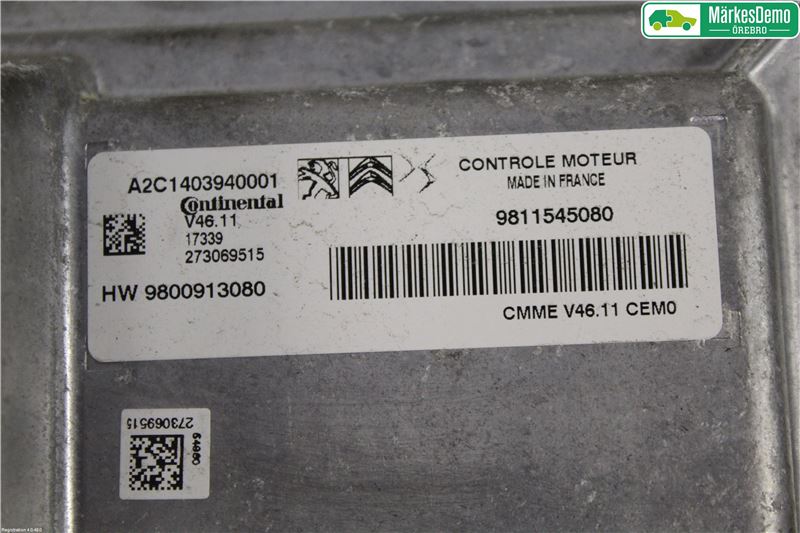 MärkesDemo
ÖREBRO
A2C1403940001
Continental
V46.11
17339
273069515
HW 9800913080
CONTROLE MOTEUR
MADE IN FRANCE
9811545080
CMME V46.11 CEM0
273069515
64980